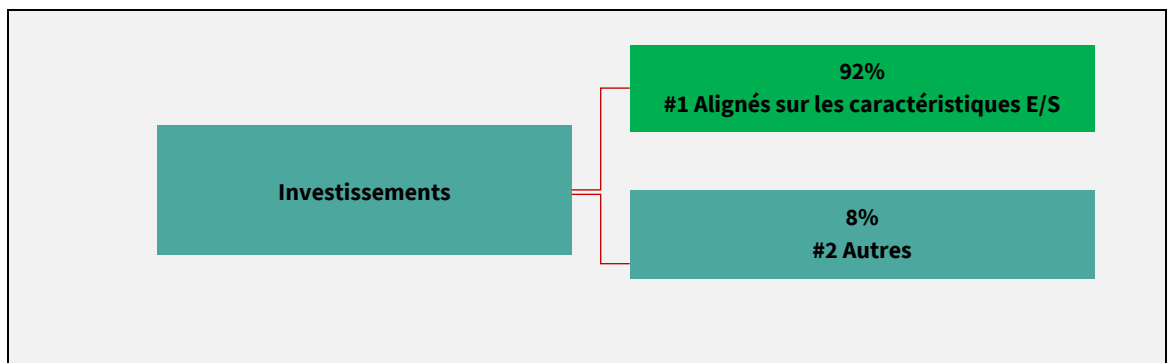 92%
#1 Alignés sur les caractéristiques E/S
Investissements
8%
#2 Autres